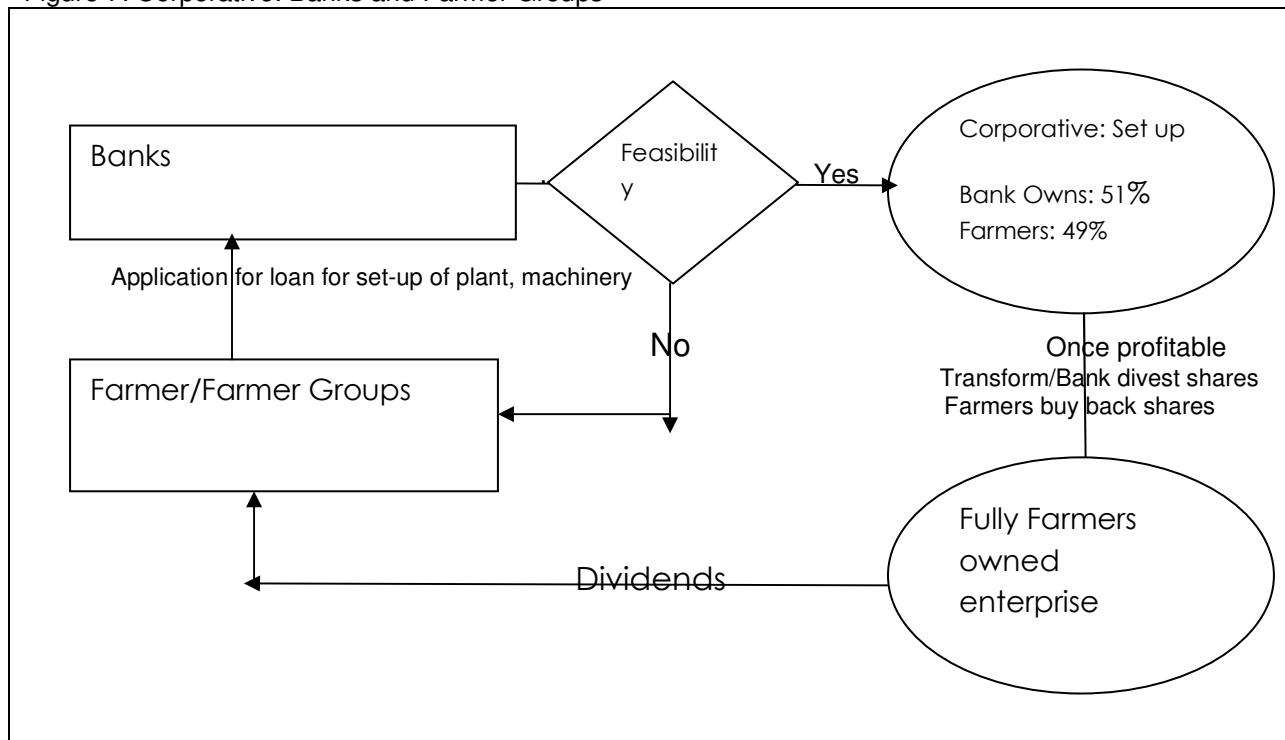 Banks
Feasibilit
y
Yes
Corporative: Set up
Bank Owns: 51%
Farmers: 49%
Application for loan for set-up of plant, machinery
No
Once profitable
Transform/Bank divest shares
Farmers buy back shares
Farmer/Farmer Groups
Fully Farmers
owned
enterprise
Dividends